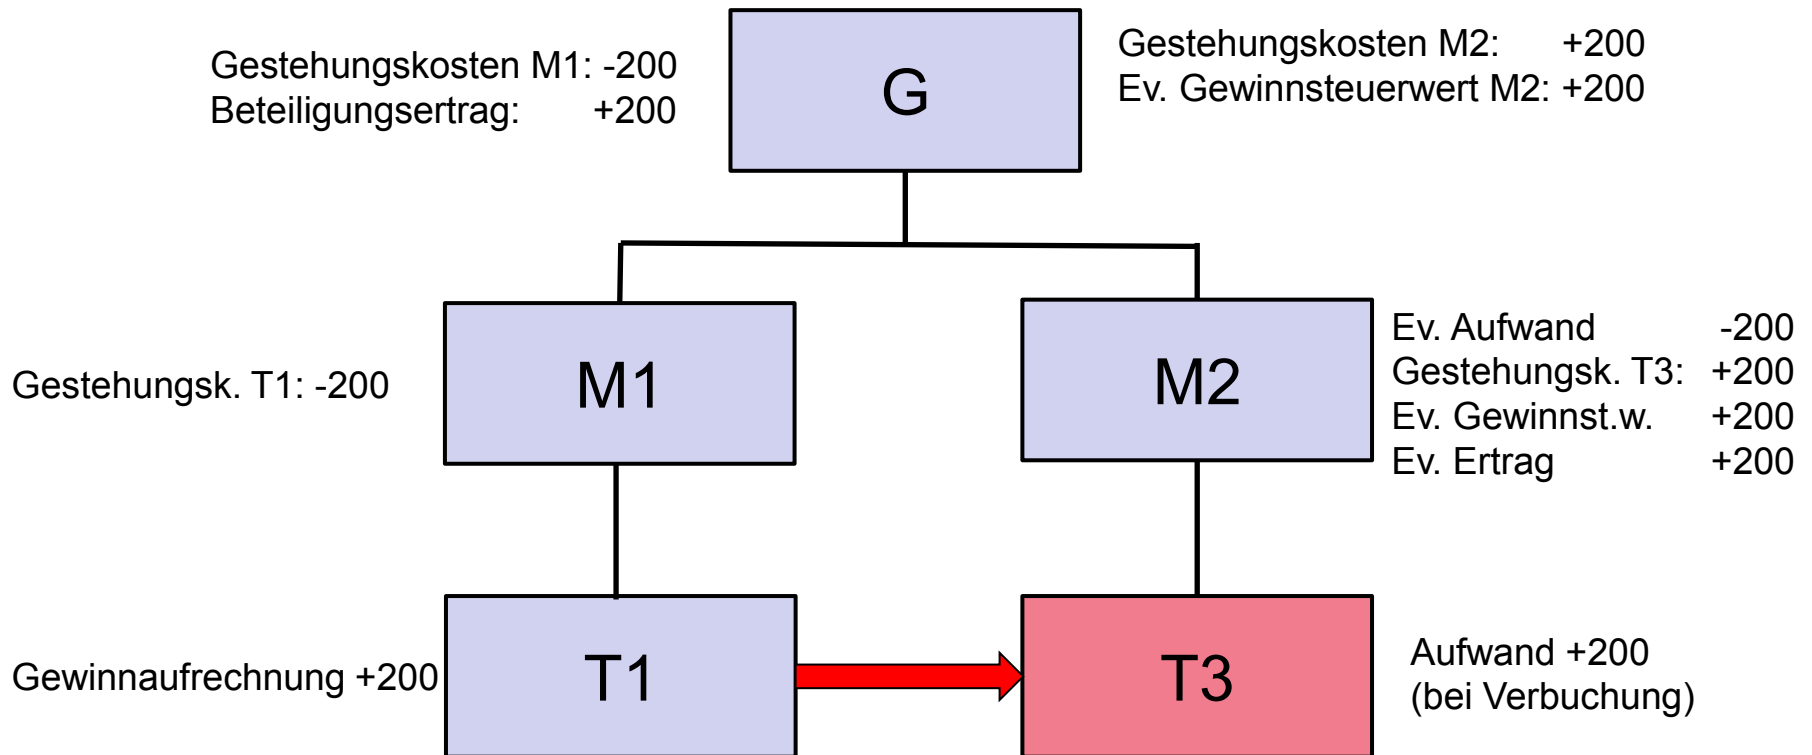 Gestehungskosten M1: -200
Beteiligungsertrag: +200
G
Gestehungskosten M2: +200
Ev. Gewinnsteuerwert M2: +200
Gestehungsk. T1: -200
M1
M2
Ev. Aufwand -200
Gestehungsk. T3: +200
Ev. Gewinnst.w. +200
Ev. Ertrag +200
Gewinnaufrechnung +200
T1
T3
Aufwand +200
(bei Verbuchung)